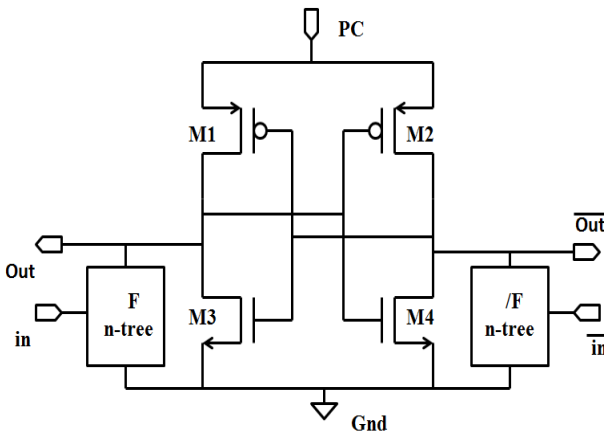 PC
M1
M2
Out
Out
F
n-tree
in
M3
M4
/F
n-tree
in
Gnd